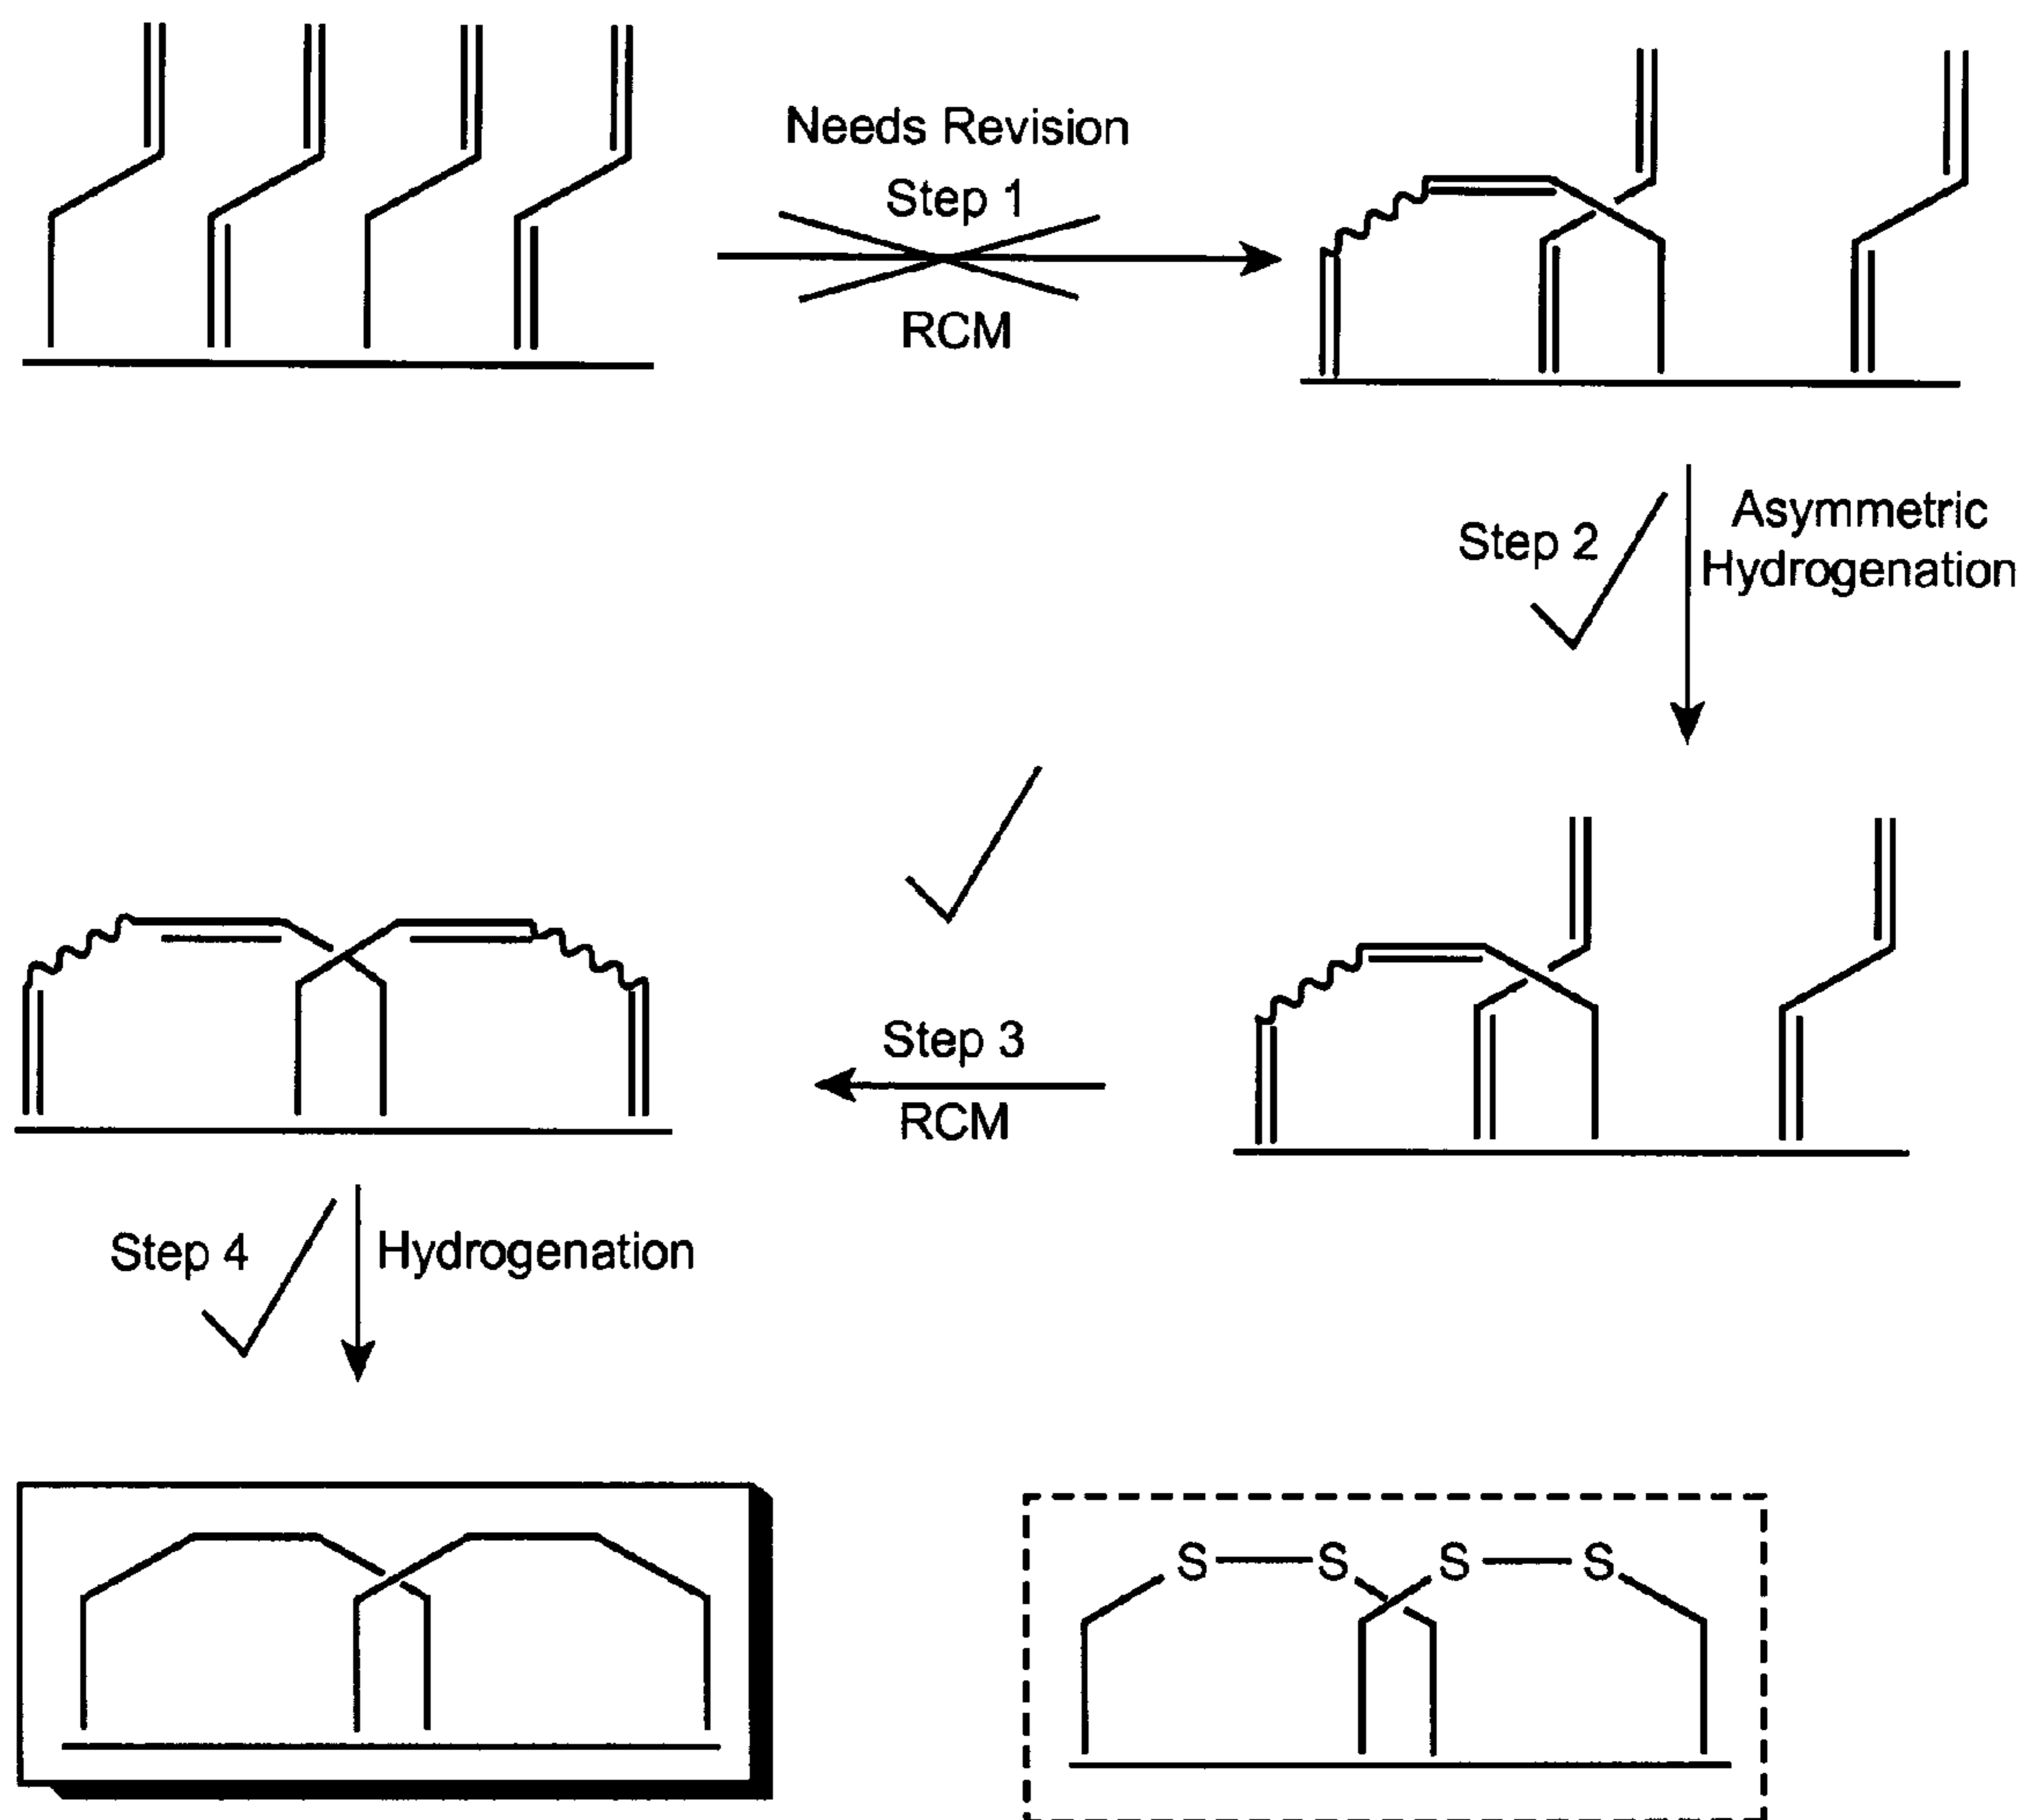 Needs Revision
Step 1
RCM
Step 2
Asymmetric
Hydrogenation
Step 3
RCM
Step 4
Hydrogenation
S S S S